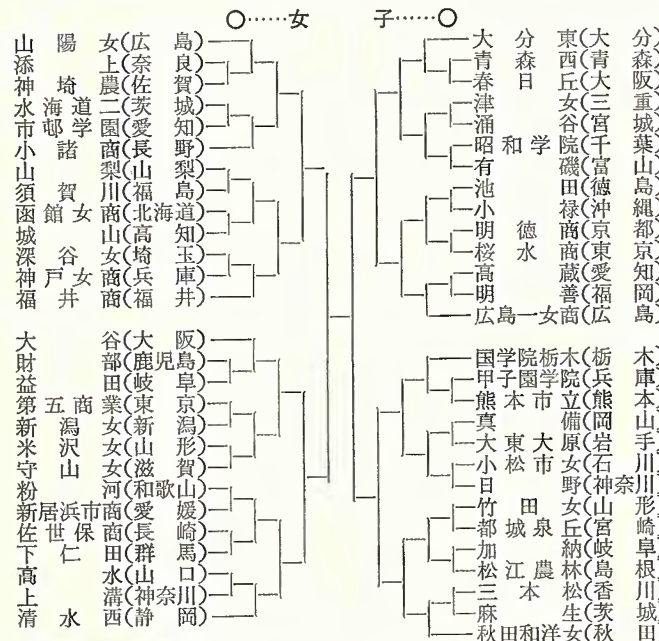 ○……女　子……○
山陽女(広島)
添上(奈良)
神埼農(佐賀)
水海道二(茨城)
市邨学園(愛知)
小諸商(長野)
山梨(山梨)
須賀川(福島)
函館女商(北海道)
城山(高知)
深谷女(埼玉)
神戸女商(兵庫)
福井商(福井)
大谷(大阪)
財部(鹿児島)
益田(岐阜)
第五商業(東京)
新潟女(新潟)
米沢女(山形)
守山女(滋賀)
粉河(和歌山)
新居浜市商(愛媛)
佐世保商(長崎)
下仁田(群馬)
高水(山口)
上溝(神奈川)
清水西(静岡)
大分東(大分)
青森西(青森)
春日丘(大阪)
津女(三重)
涌谷(宮城)
昭和学院(千葉)
有磯(富山)
池田(徳島)
小禄(沖縄)
明徳商(京都)
桜水商(東京)
高蔵(愛知)
明善(福岡)
広島一女商(広島)
国学院栃木(栃木)
甲子園学院(兵庫)
熊本市立(熊本)
真備(岡山)
大東大原(岩手)
小松市女(石川)
日野(神奈川)
竹田女(山形)
都城泉丘(宮崎)
加納(岐阜)
松江農林(島根)
三本松(香川)
麻生(茨城)
秋田和洋女(秋田)